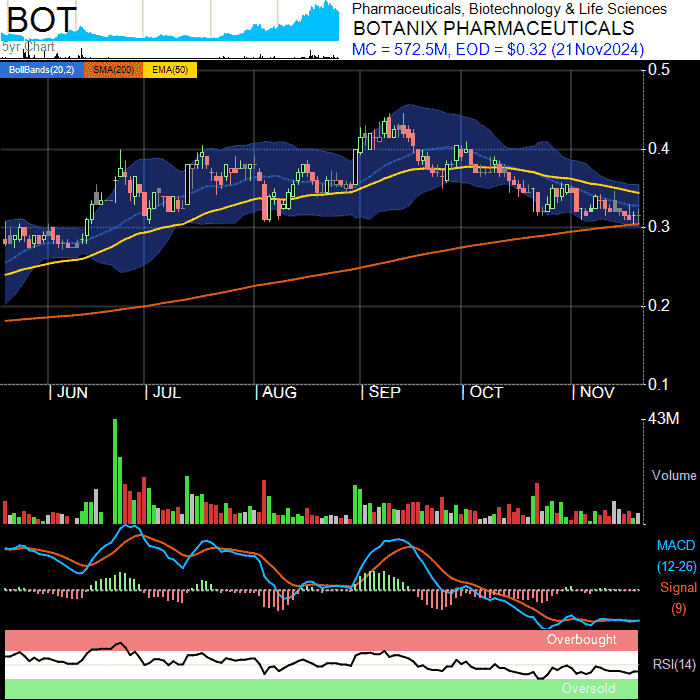 BOT
5yr Chart
Pharmaceuticals, Biotechnology & Life Sciences
BOTANIX PHARMACEUTICALS
MC = 572.5M, EOD = $0.32 (21Nov2024)
BollBands(20,2) SMA(200) EMA(50)
0.5
0.4
0.3
0.2
0.1
JUN JUL AUG SEP OCT NOV
43M
Volume
MACD
(12-26)
Signal
(9)
Overbought
RSI(14)
Oversold